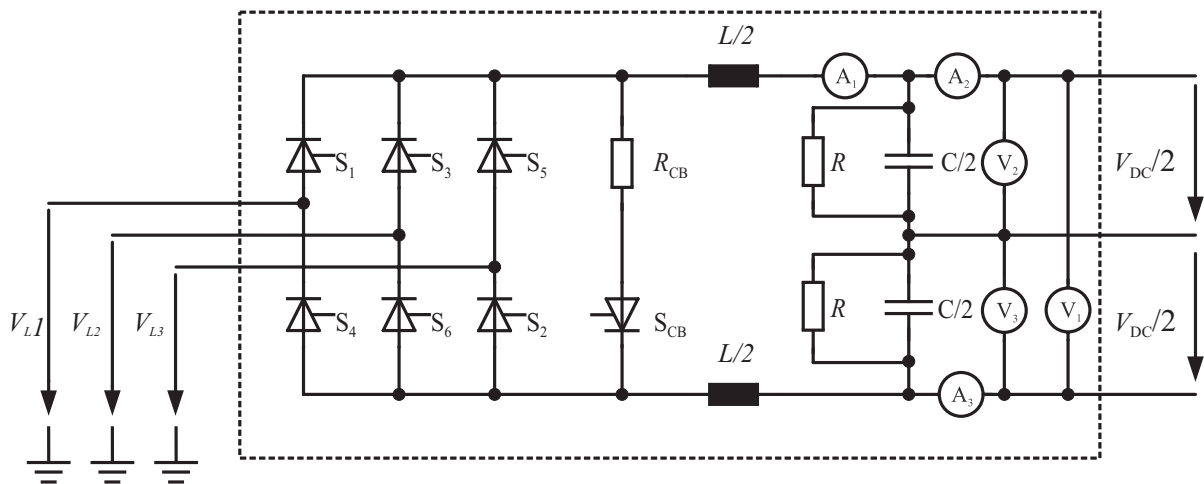 L/2
A1
A2
S1
S3
S5
RCB
R
C/2
V2
VDC/2
VL1
VL2
VL3
S4
S6
S2
SCB
R
C/2
V3
V1
VDC/2
L/2
A3